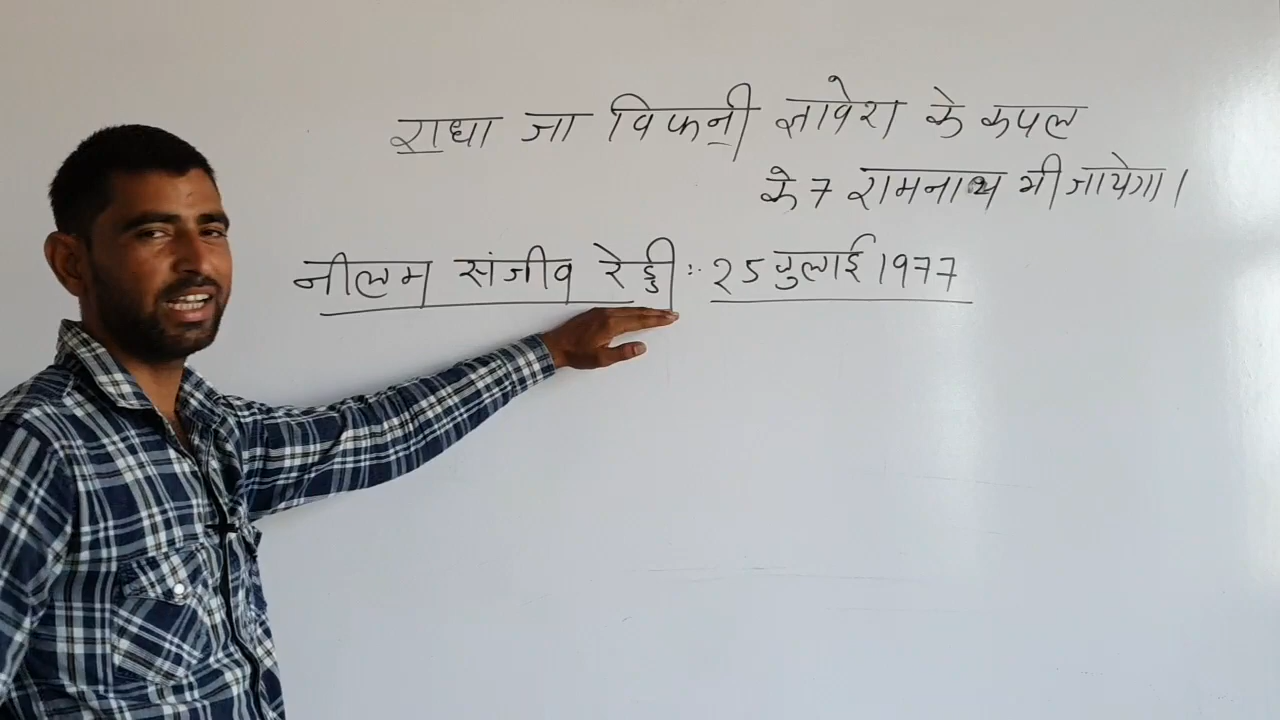 राधा जा विफनी ज्ञावेरा के कपल
के 7 रामनाथ भी जायेगा।
नीलम संजीव रेड्डी :- 25 जुलाई 1977